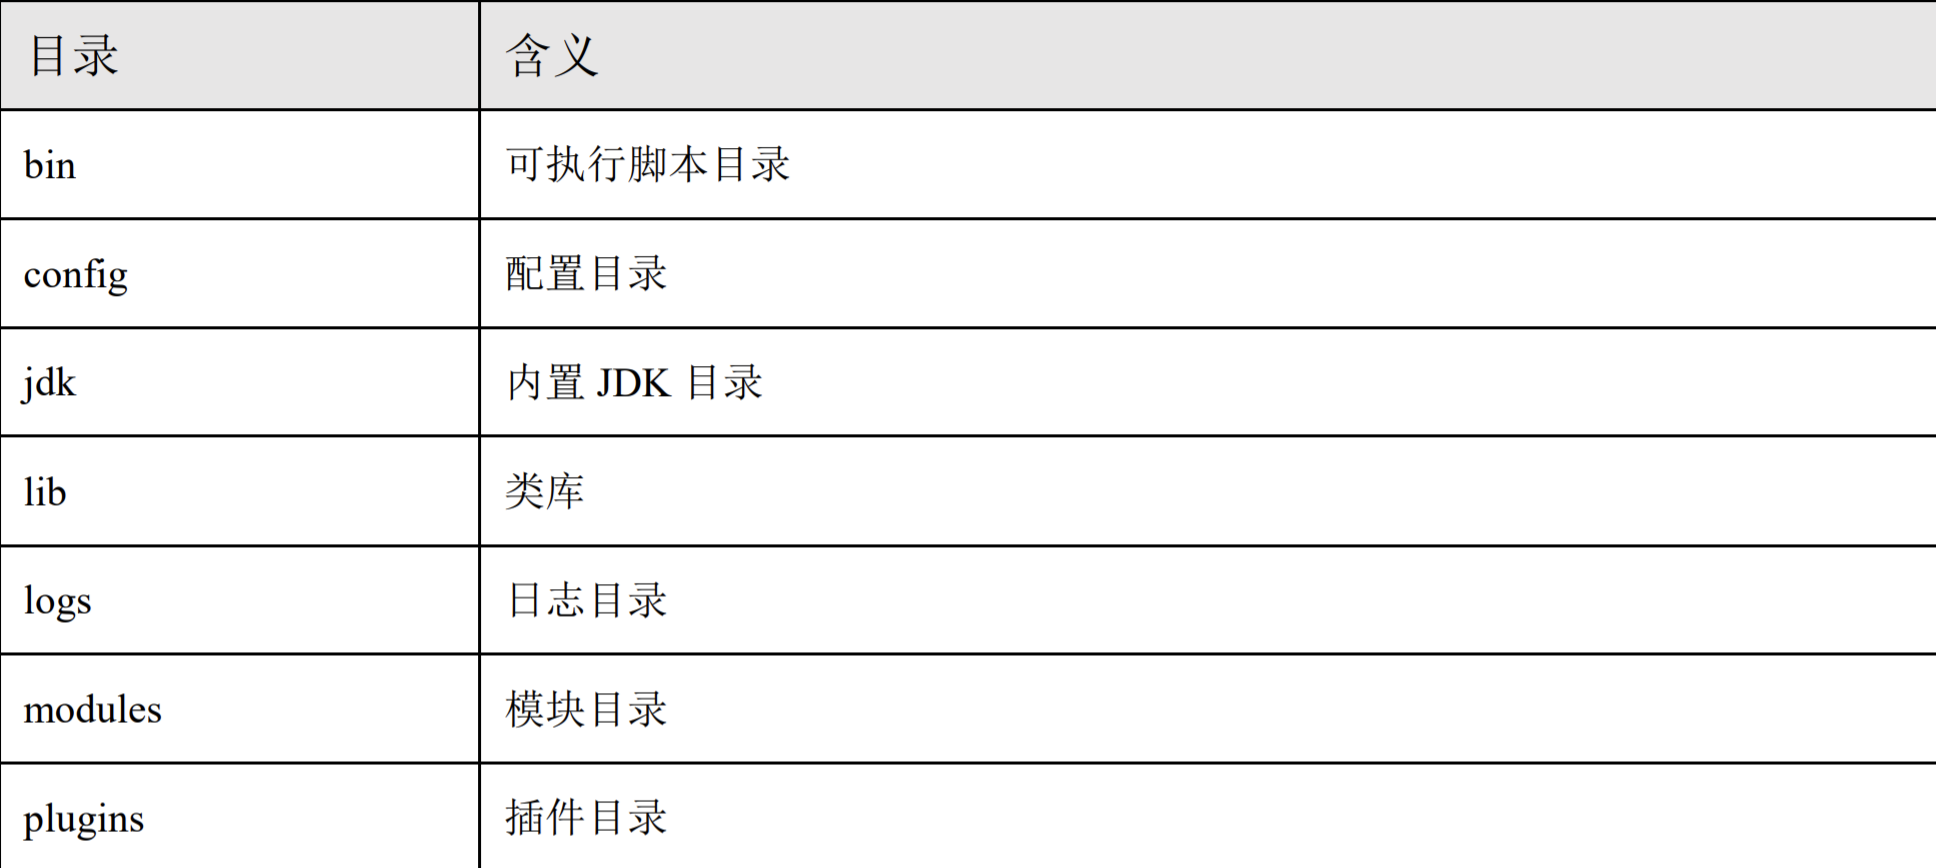 目录 含义
bin 可执行脚本目录
config 配置目录
jdk 内置 JDK 目录
lib 类库
logs 日志目录
modules 模块目录
plugins 插件目录